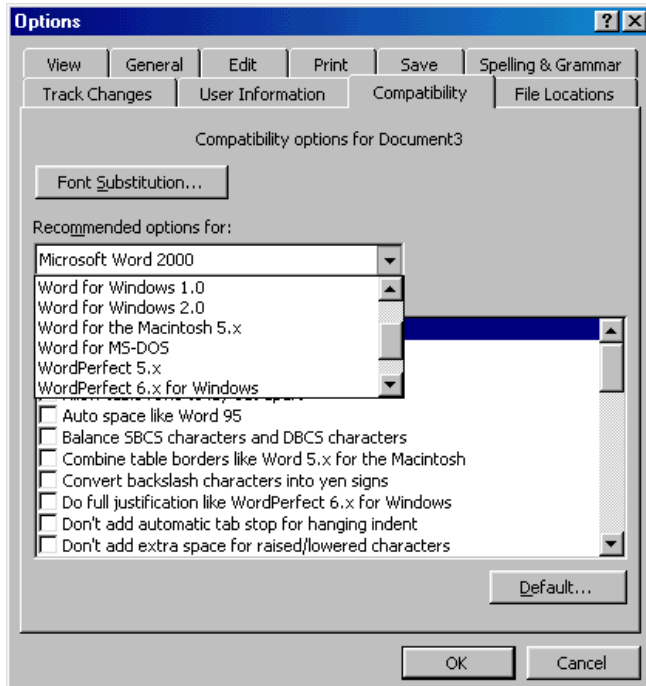 Options
View General Edit Print Save Spelling & Grammar
Track Changes User Information Compatibility File Locations
Compatibility options for Document3
Font Substitution...
Recommended options for:
Microsoft Word 2000
Word for Windows 1.0
Word for Windows 2.0
Word for the Macintosh 5.x
Word for MS-DOS
WordPerfect 5.x
WordPerfect 6.x for Windows
Auto space like Word 95
Balance SBCS characters and DBCS characters
Combine table borders like Word 5.x for the Macintosh
Convert backslash characters into yen signs
Do full justification like WordPerfect 6.x for Windows
Don't add automatic tab stop for hanging indent
Don't add extra space for raised/lowered characters
Default...
OK Cancel